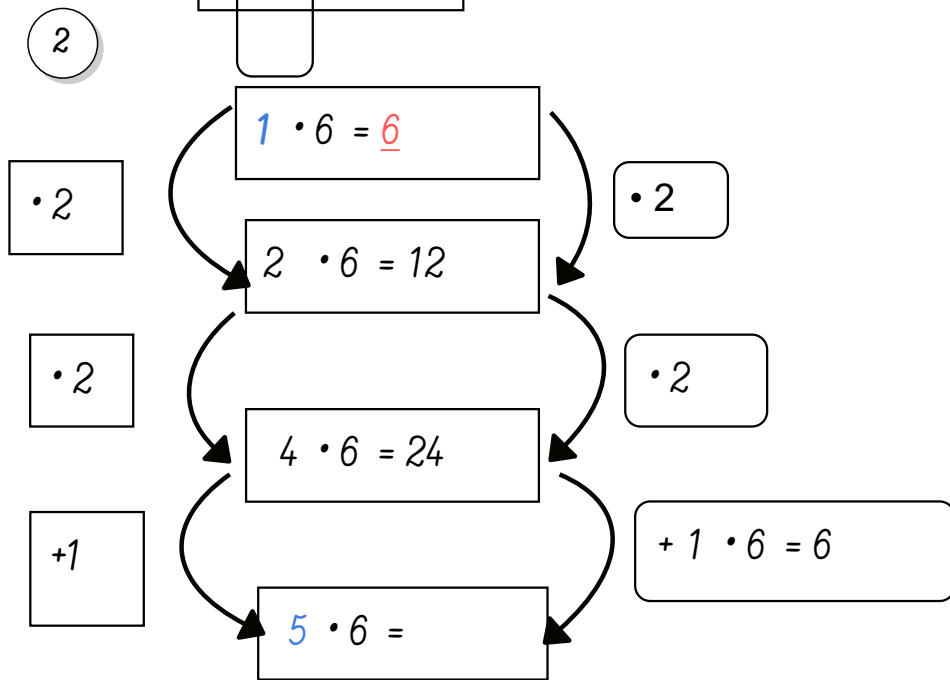 2
1 • 6 = 6
• 2
• 2
2 • 6 = 12
• 2
• 2
4 • 6 = 24
+1
+ 1 • 6 = 6
5 • 6 =